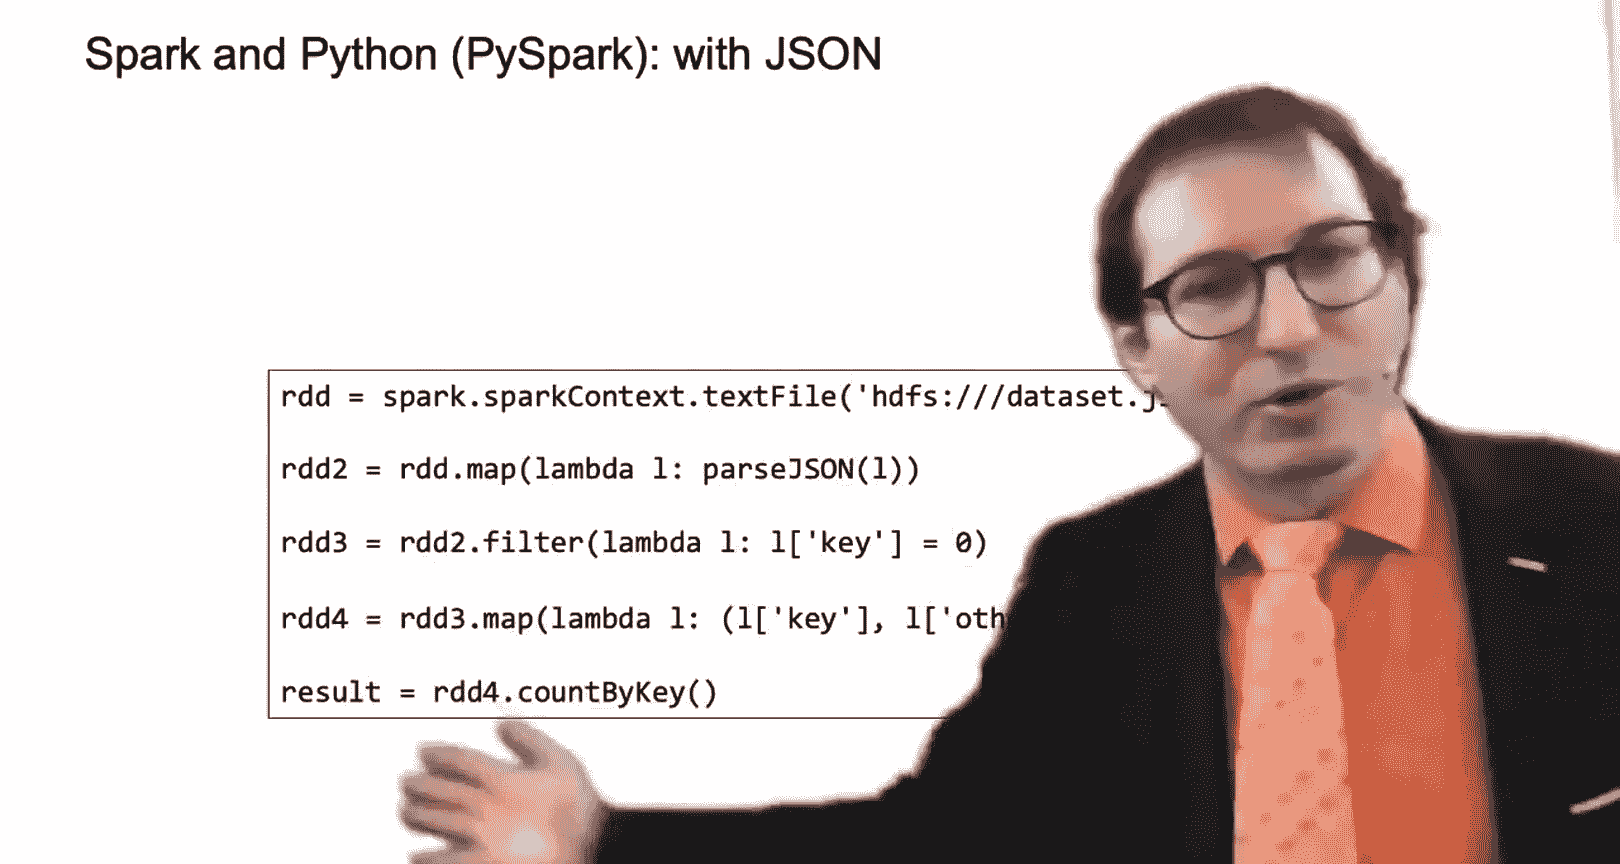 Spark and Python (PySpark): with JSON
rdd = spark.sparkContext.textFile('hdfs:///dataset.j
rdd2 = rdd.map(lambda l: parseJSON(l))
rdd3 = rdd2.filter(lambda l: l['key'] = 0)
rdd4 = rdd3.map(lambda l: (l['key'], l['oth
result = rdd4.countByKey()